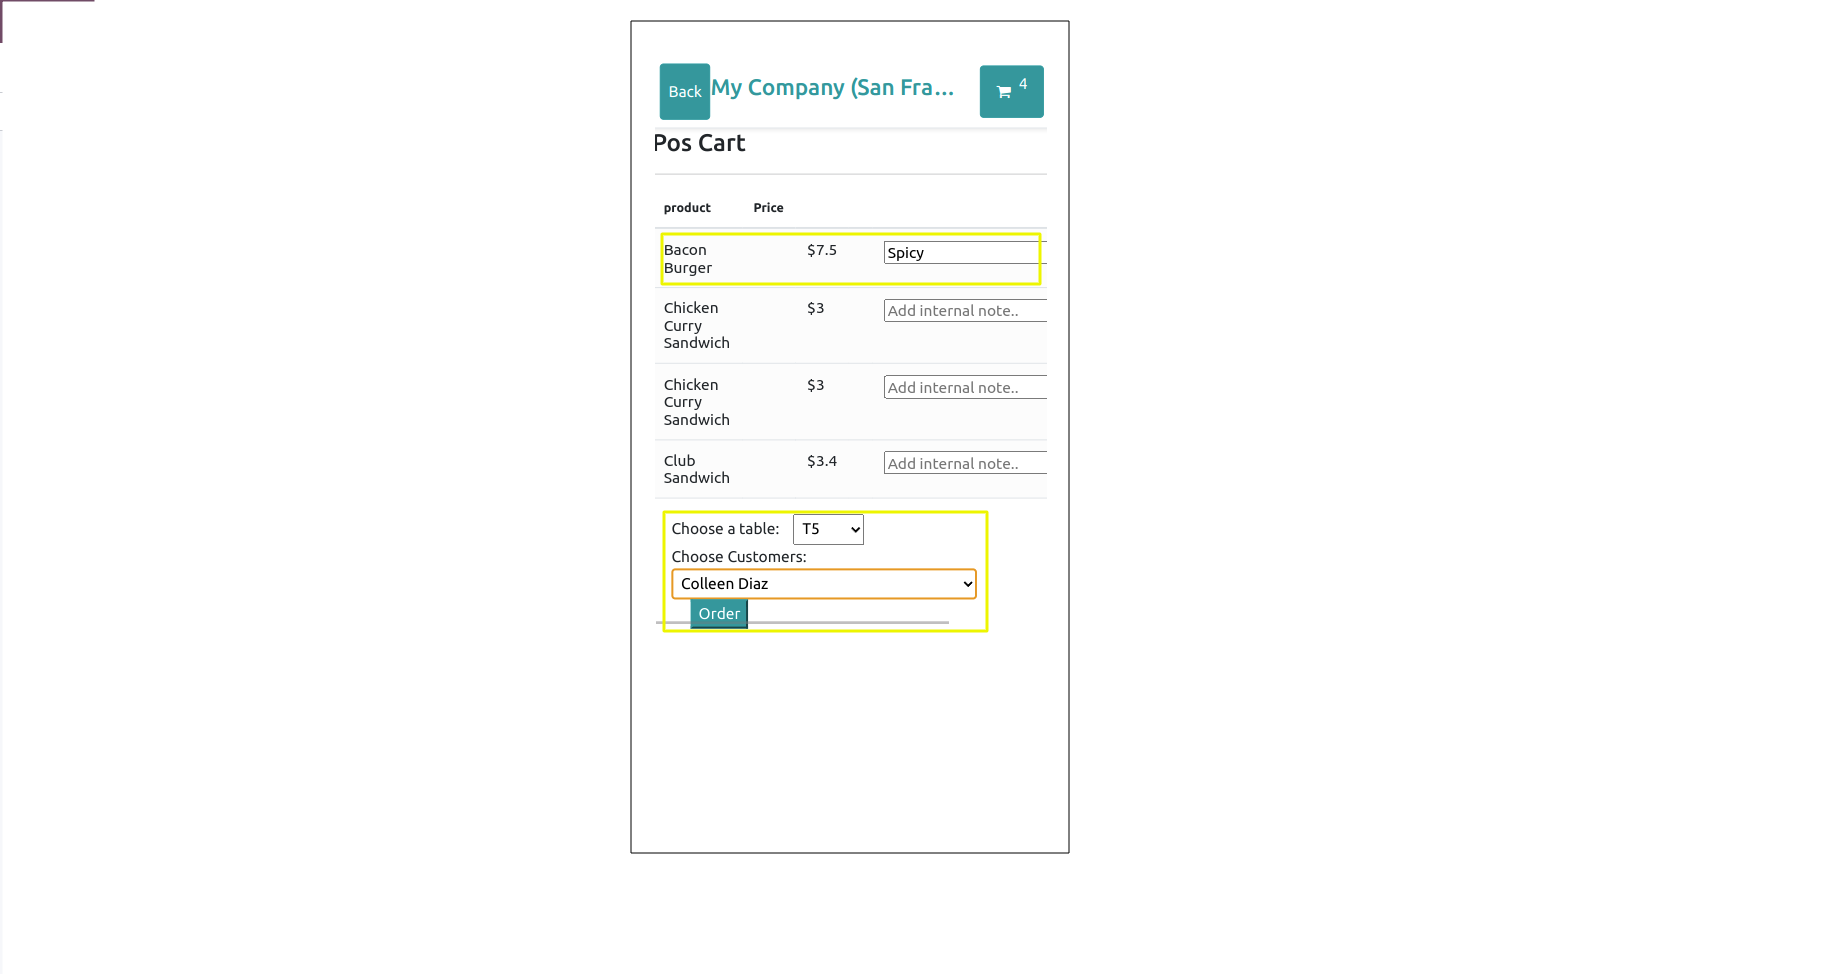 Back My Company (San Fra... 4
Pos Cart
product Price
Bacon $7.5 Spicy
Burger
Chicken $3 Add internal note..
Curry
Sandwich
Chicken $3 Add internal note..
Curry
Sandwich
Club $3.4 Add internal note..
Sandwich
Choose a table: T5
Choose Customers:
Colleen Diaz
Order